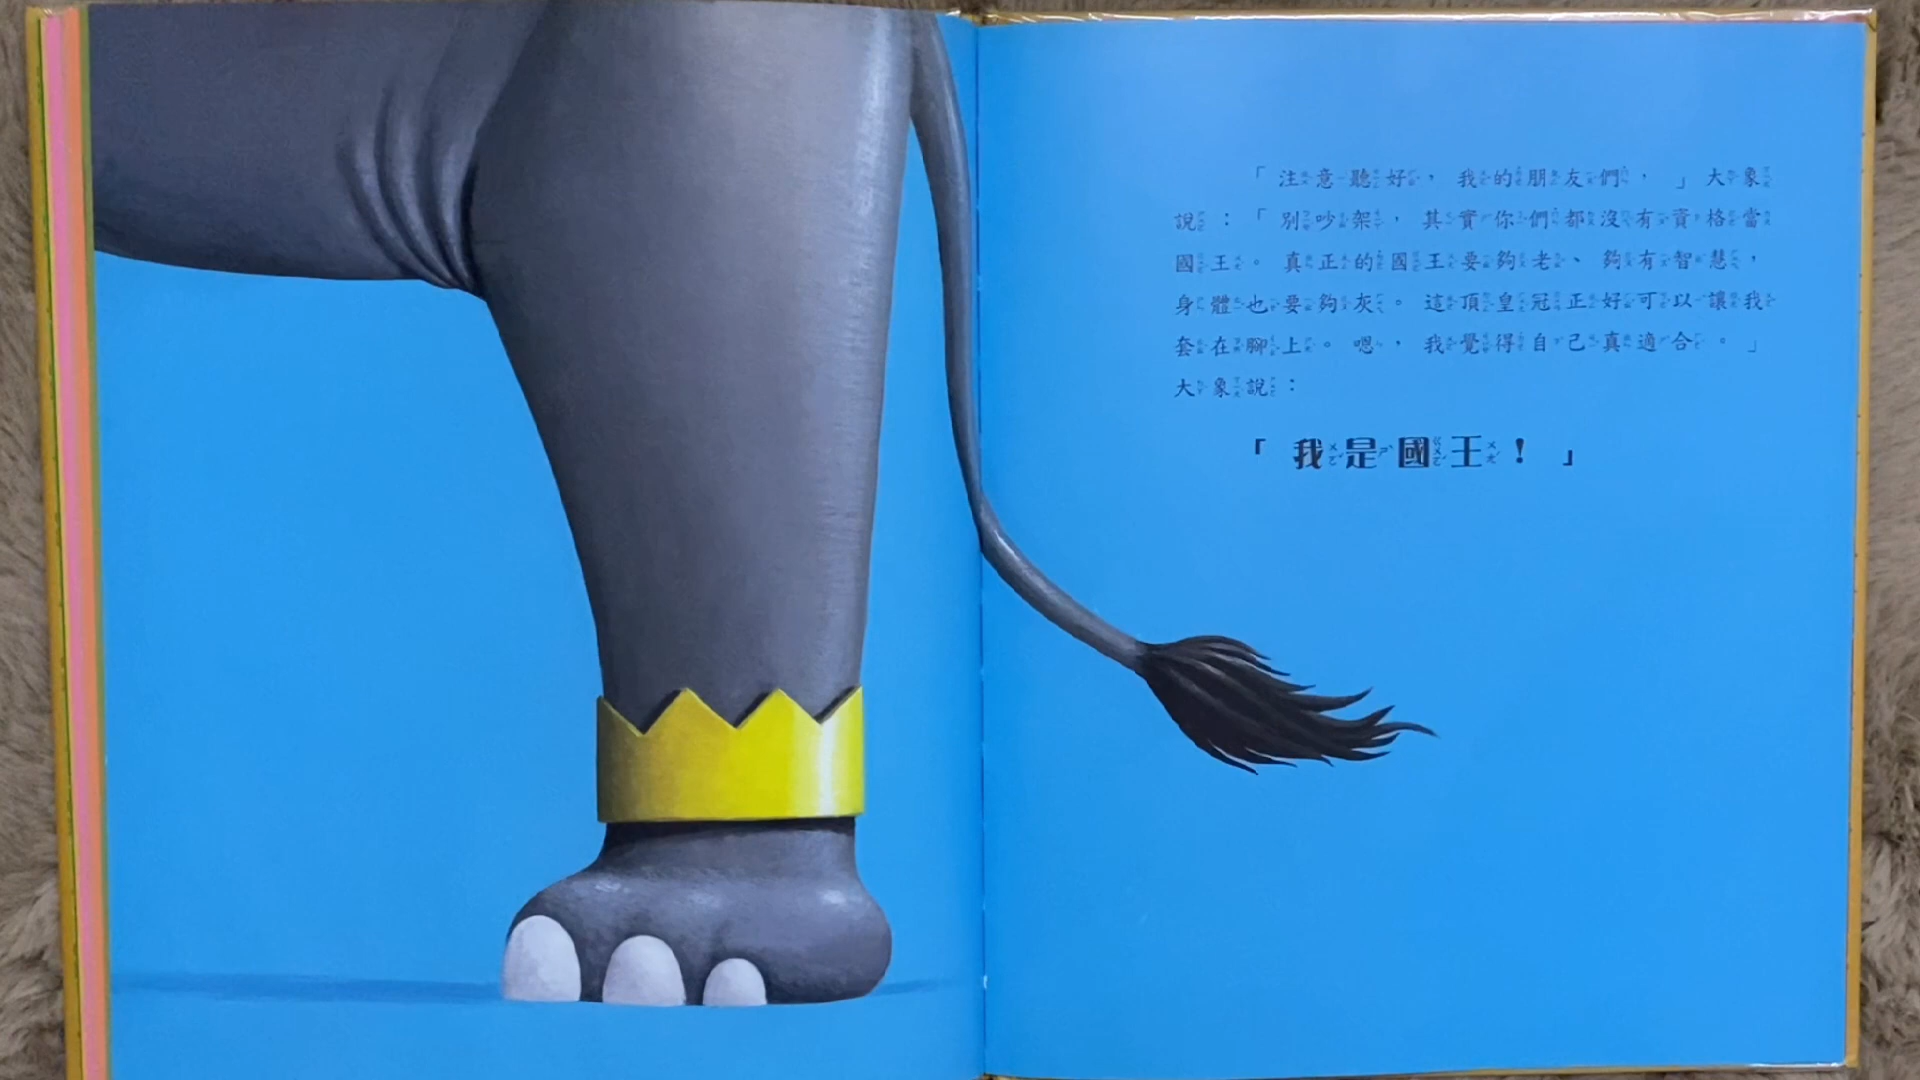 「注意聽好，我的朋友們，」大象
說：「別吵架，其實你們都沒有資格當
國王。真正的國王要夠老、夠有智慧，
身體也要夠灰。這頂皇冠正好可以讓我
套在腳上。嗯，我覺得自己真適合。」
大象說：
「我是國王！」